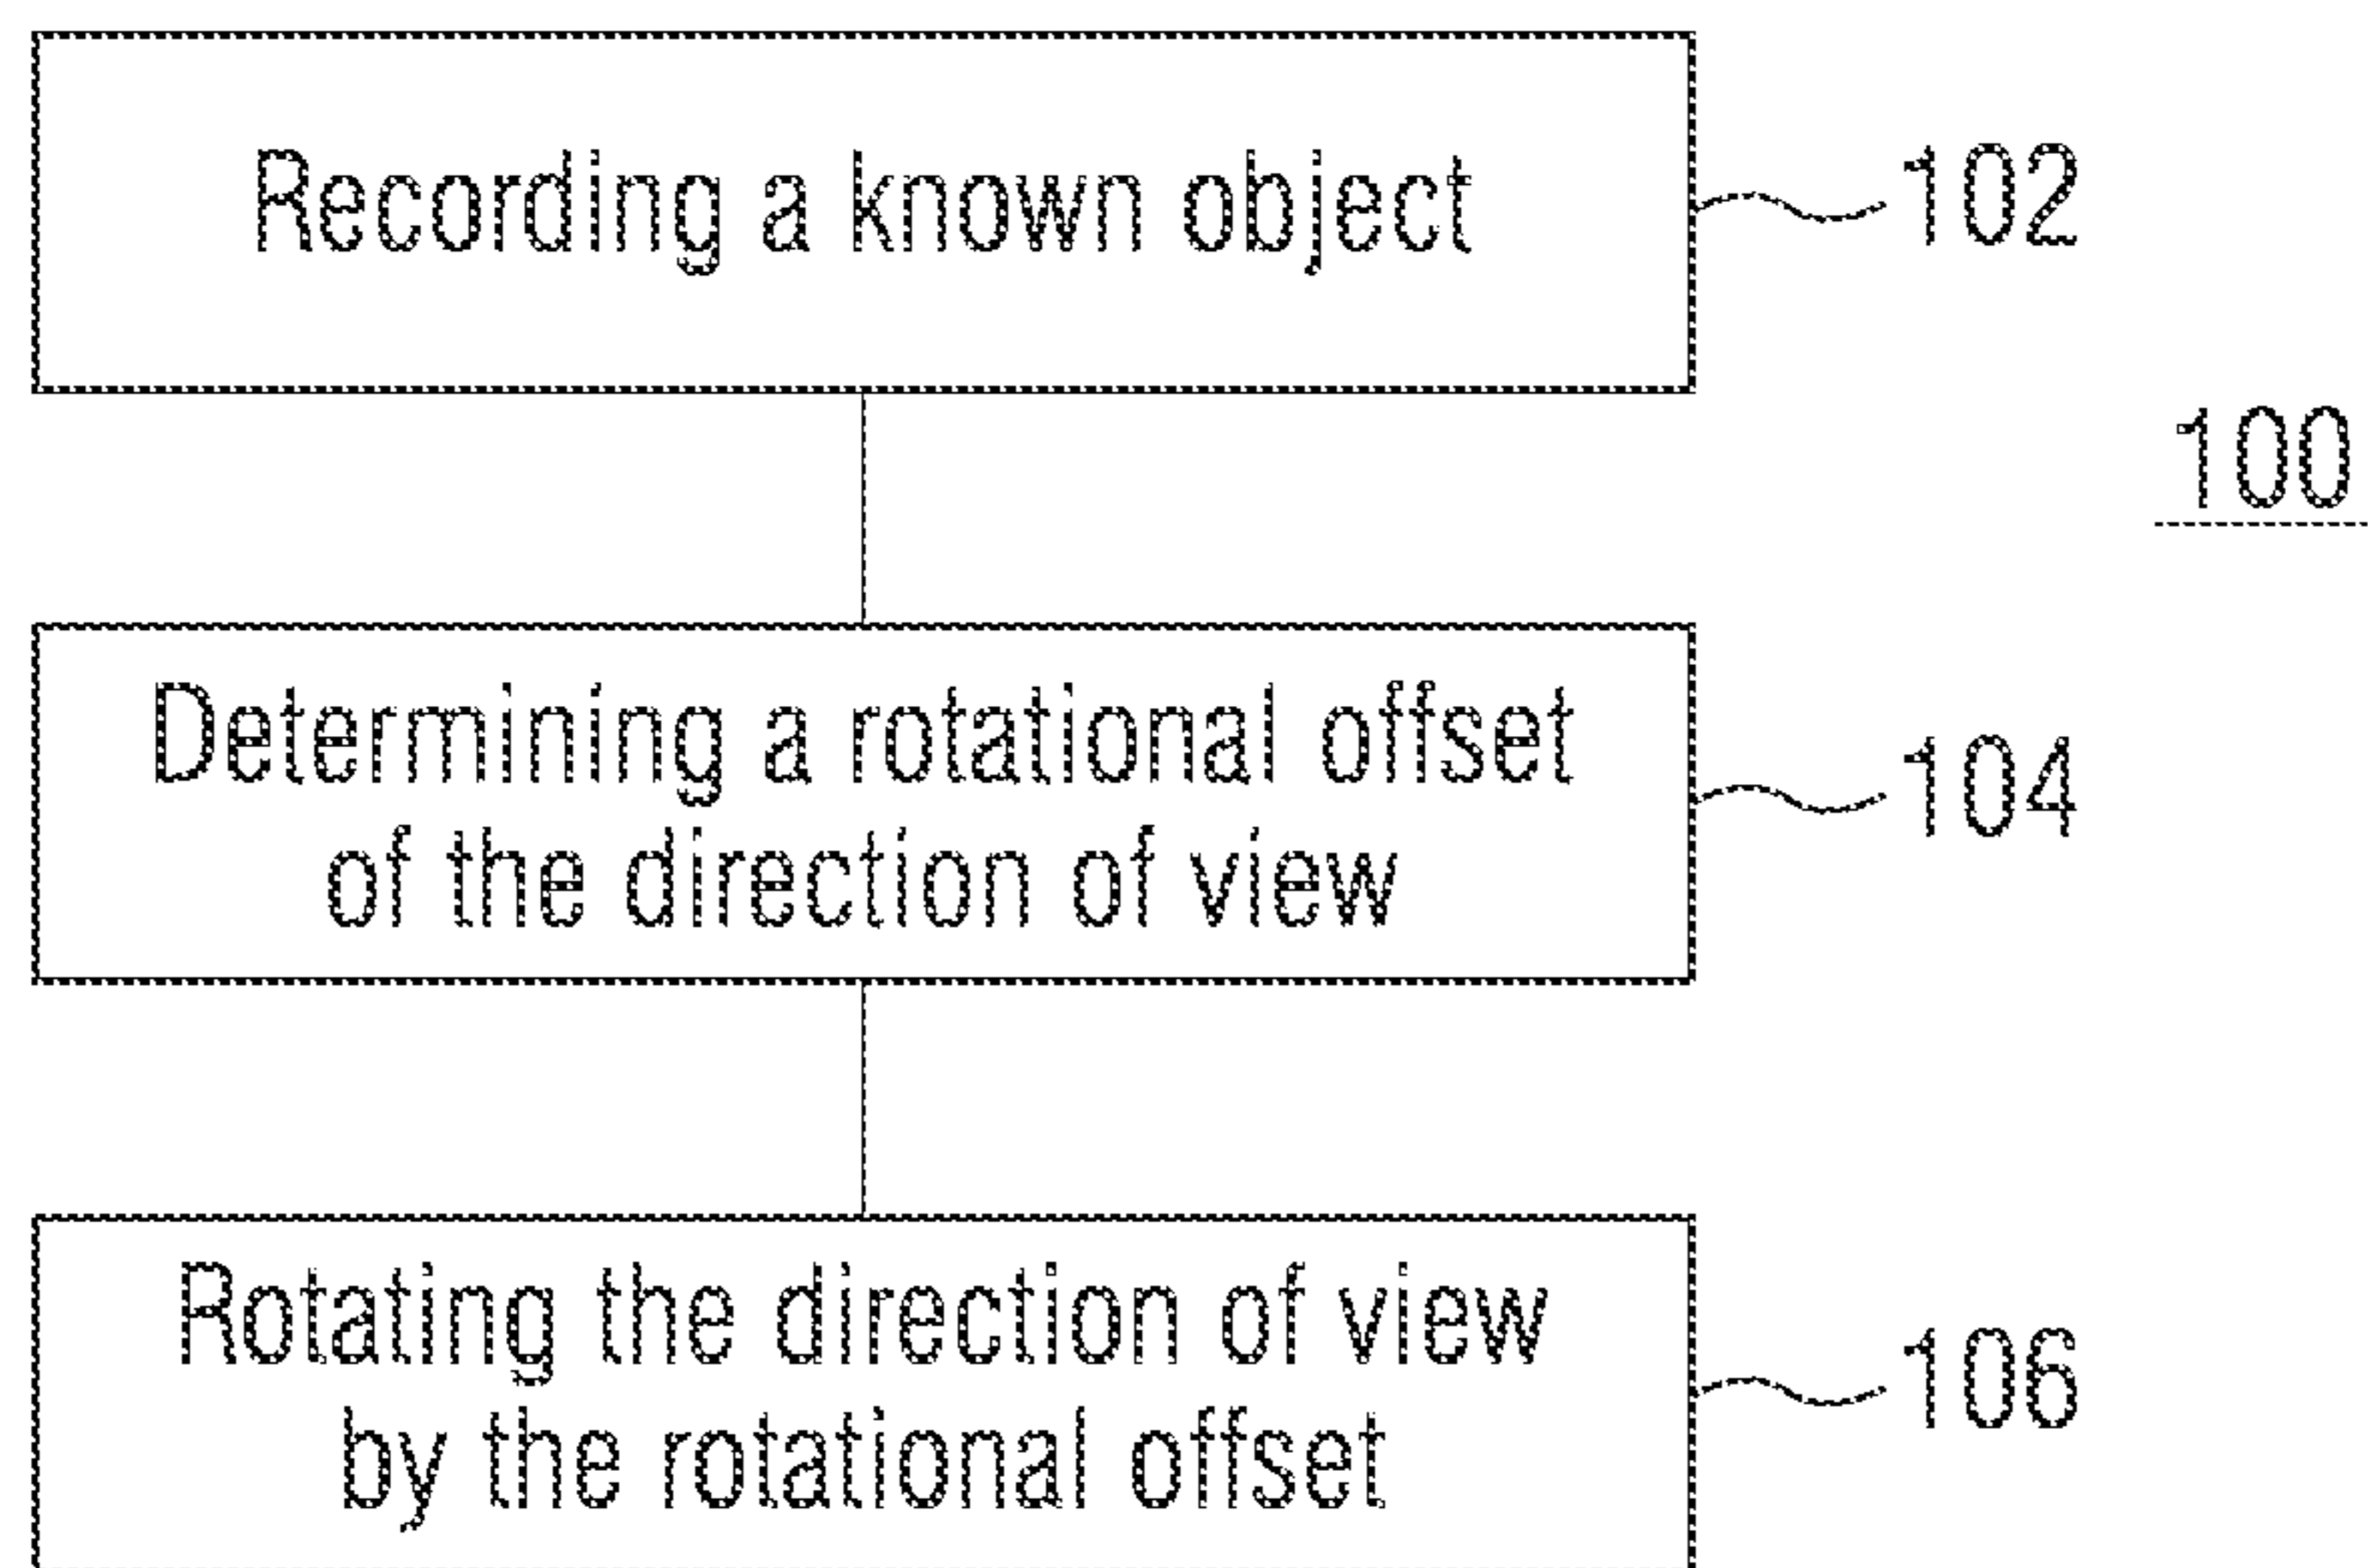 Recording a known object
102
100
Determining a rotational offset
of the direction of view
104
Rotating the direction of view
by the rotational offset
106